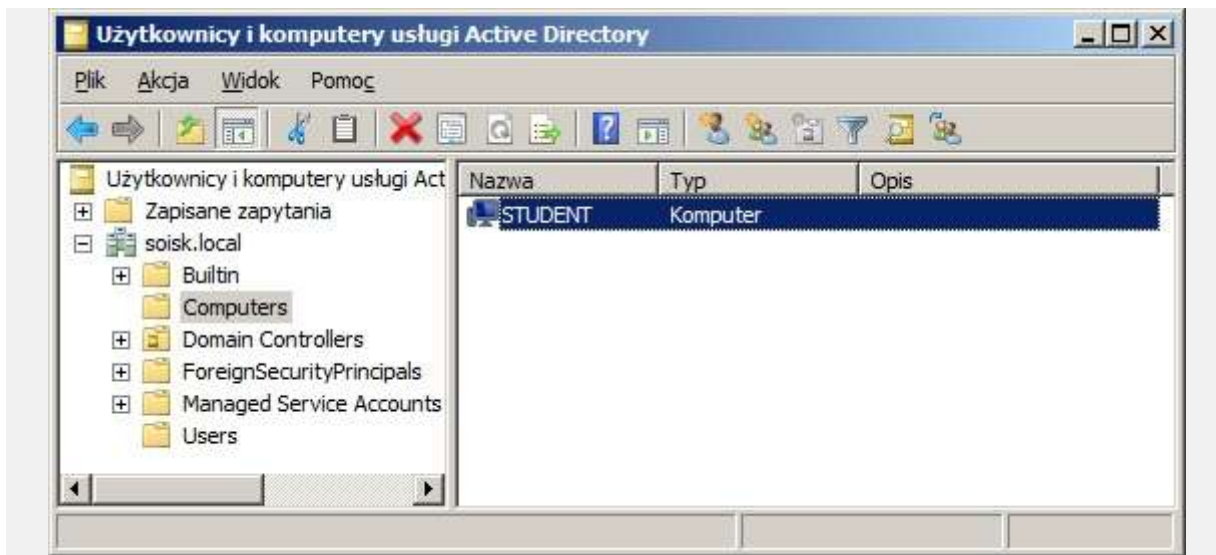 Użytkownicy i komputery usługi Active Directory
Plik Akcja Widok Pomoc
Użytkownicy i komputery usługi Act
Zapisane zapytania
soisk.local
Builtin
Computers
Domain Controllers
ForeignSecurityPrincipals
Managed Service Accounts
Users
Nazwa Typ Opis
STUDENT Komputer